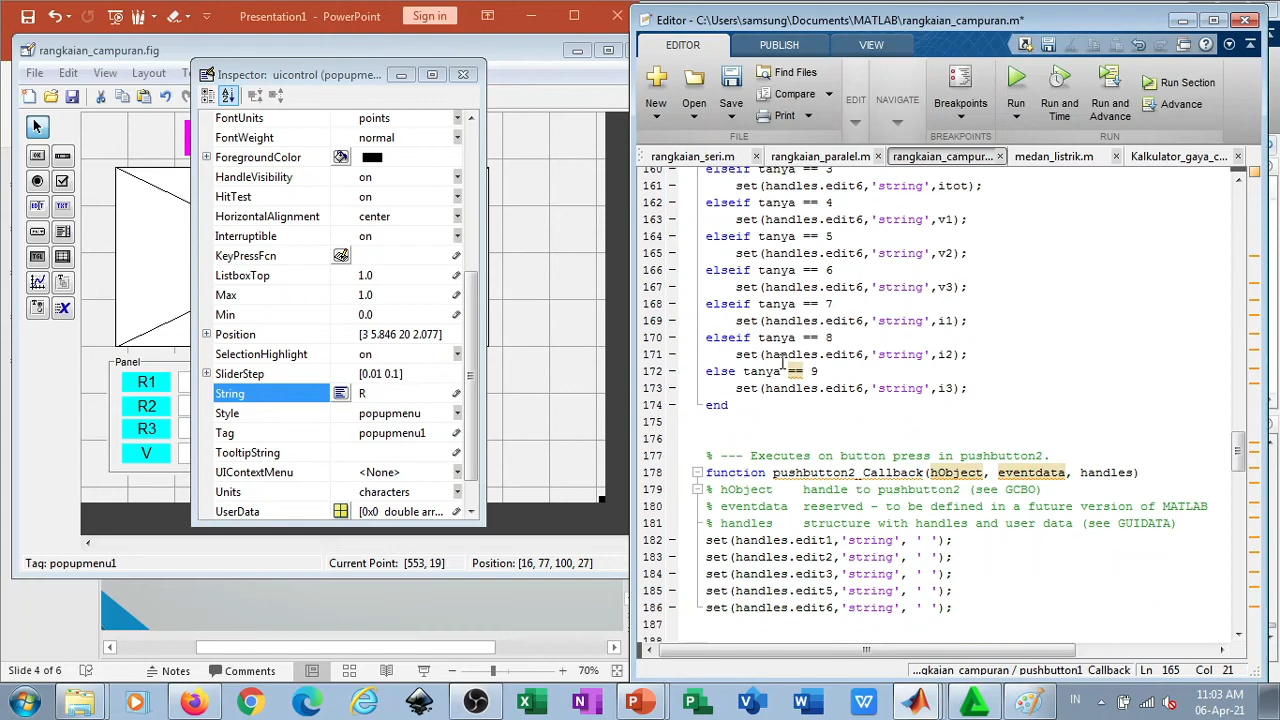 Presentation1 - PowerPoint
Sign in
rangkaian_campuran.fig
File Edit View Layout
Panel
R1
R2
R3
V
Tag: popupmenu1
Current Point: [553, 19]
Position: [16, 77, 100, 27]
Inspector: uicontrol (popupme...
FontUnits points
FontWeight normal
ForegroundColor
HandleVisibility on
HitTest on
HorizontalAlignment center
Interruptible on
KeyPressFcn
ListboxTop 1.0
Max 1.0
Min 0.0
Position [3 5.846 20 2.077]
SelectionHighlight on
SliderStep [0.01 0.1]
String R
Style popupmenu
Tag popupmenu1
TooltipString
UIContextMenu <None>
Units characters
UserData [0x0 double arr...
Slide 4 of 6
Notes
Comments
70%
Editor - C:\Users\samsung\Documents\MATLAB\rangkaian_campuran.m*
EDITOR PUBLISH VIEW
New
Open
Save
Find Files
Compare
Print
EDIT
NAVIGATE
Breakpoints
Run
Run and Time
Run and Advance
Run Section
Advance
FILE
BREAKPOINTS
RUN
rangkaian_seri.m
rangkaian_paralel.m
rangkaian_campur...
medan_listrik.m
Kalkulator_gaya_c...
160 elseif tanya == 3
161 set(handles.edit6,'string',itot);
162 elseif tanya == 4
163 set(handles.edit6,'string',v1);
164 elseif tanya == 5
165 set(handles.edit6,'string',v2);
166 elseif tanya == 6
167 set(handles.edit6,'string',v3);
168 elseif tanya == 7
169 set(handles.edit6,'string',i1);
170 elseif tanya == 8
171 set(handles.edit6,'string',i2);
172 else tanya == 9
173 set(handles.edit6,'string',i3);
174 end
175
176
177 % --- Executes on button press in pushbutton2.
178 function pushbutton2_Callback(hObject, eventdata, handles)
179 % hObject    handle to pushbutton2 (see GCBO)
180 % eventdata  reserved - to be defined in a future version of MATLAB
181 % handles    structure with handles and user data (see GUIDATA)
182 set(handles.edit1,'string', ' ');
183 set(handles.edit2,'string', ' ');
184 set(handles.edit3,'string', ' ');
185 set(handles.edit5,'string', ' ');
186 set(handles.edit6,'string', ' ');
187
...gkaian_campuran / pushbutton1_Callback
Ln 165 Col 21
IN
11:03 AM
06-Apr-21